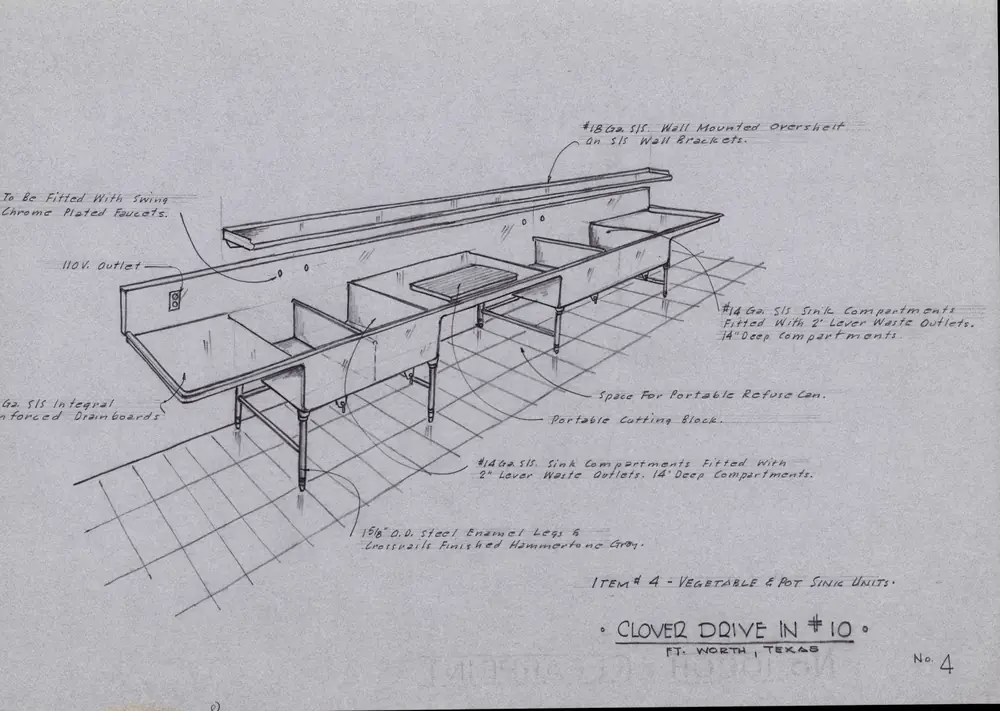 #18 Ga. S/S. Wall Mounted Overshelf
On S/S Wall Brackets.
To Be Fitted With Swing
Chrome Plated Faucets.
110 V. Outlet
#14 Ga. S/S Sink Compartments
Fitted With 2" Lever Waste Outlets.
14" Deep Compartments
Ga. S/S Integral
nforced Drainboards
Space For Portable Refuse Can.
Portable Cutting Block.
#14 Ga. S/S. Sink Compartments Fitted With
2" Lever Waste Outlets. 14" Deep Compartments.
1 5/8" O.D. Steel Enamel Legs &
Crossrails Finished Hammertone Gray.
ITEM # 4 - VEGETABLE & POT SINK UNITS.
• CLOVER DRIVE IN #10 •
FT. WORTH, TEXAS
No. 4